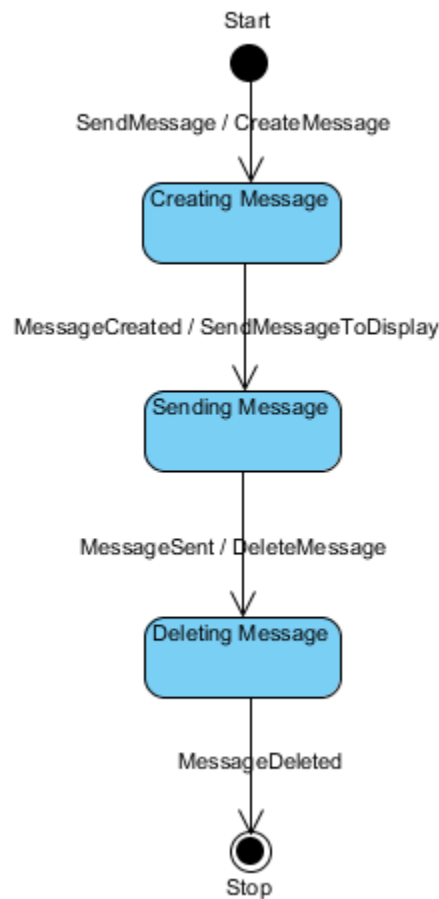 Start
SendMessage / CreateMessage
Creating Message
MessageCreated / SendMessageToDisplay
Sending Message
MessageSent / DeleteMessage
Deleting Message
MessageDeleted
Stop